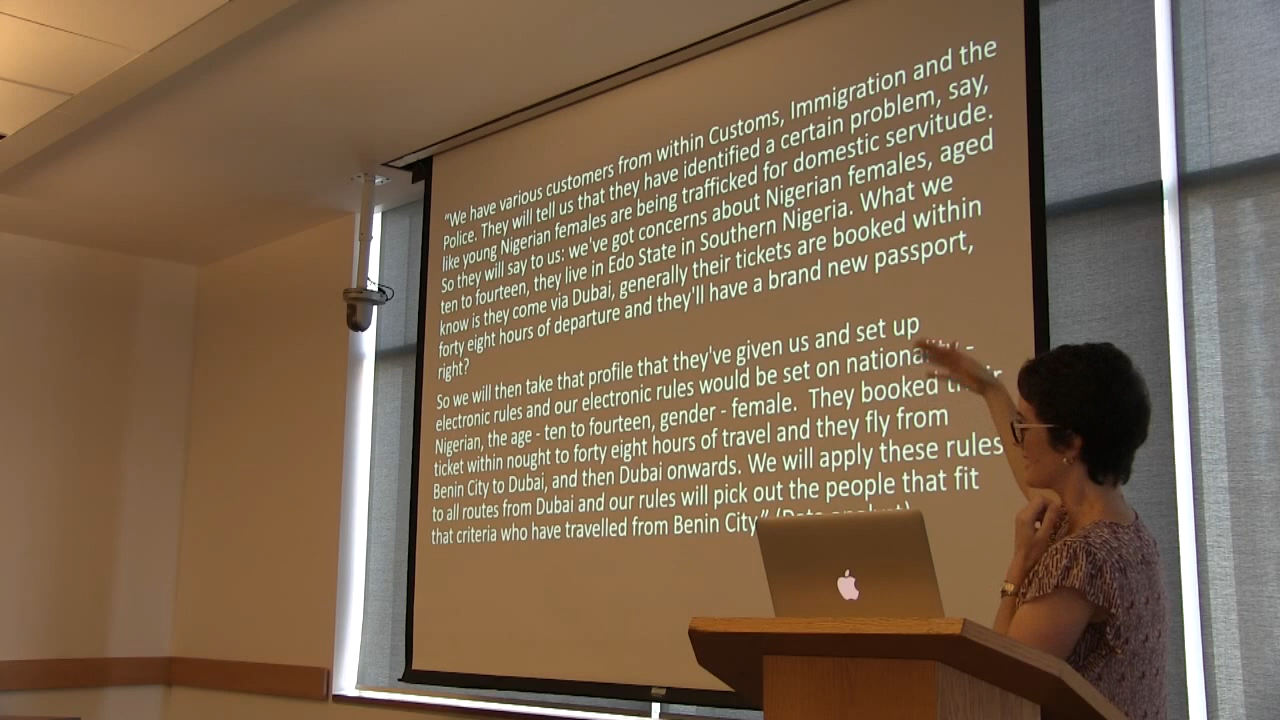 "We have various customers from within Customs, Immigration and the
Police. They will tell us that they have identified a certain problem, say,
like young Nigerian females are being trafficked for domestic servitude.
So they will say to us: we've got concerns about Nigerian females, aged
ten to fourteen, they live in Edo State in Southern Nigeria. What we
know is they come via Dubai, generally their tickets are booked within
forty eight hours of departure and they'll have a brand new passport,
right?
So we will then take that profile that they've given us and set up
electronic rules and our electronic rules would be set on nationality -
Nigerian, the age - ten to fourteen, gender - female. They booked their
ticket within nought to forty eight hours of travel and they fly from
Benin City to Dubai, and then Dubai onwards. We will apply these rules
to all routes from Dubai and our rules will pick out the people that fit
that criteria who have travelled from Benin City" (Data analyst)